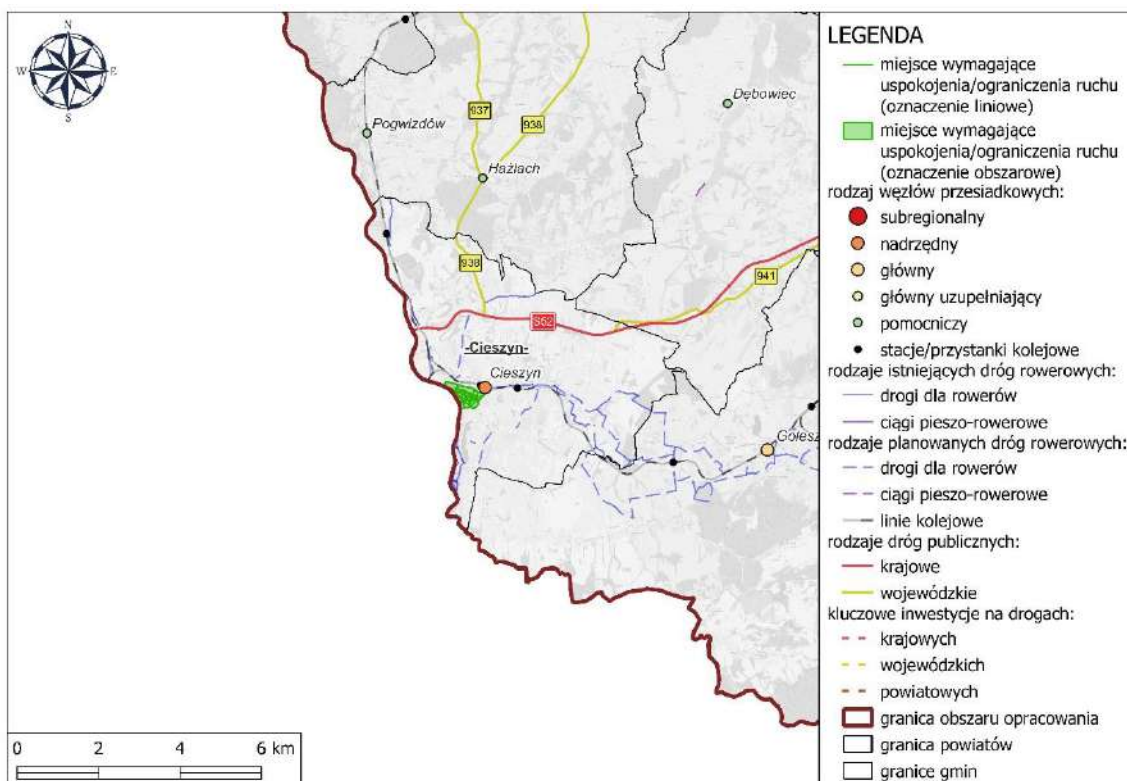 N
W
E
S
937
938
Dębowiec
Pogwizdów
Hażlach
938
941
S52
-Cieszyn-
Cieszyn
Golesz
0 2 4 6 km
LEGENDA
miejsce wymagające
uspokojenia/ograniczenia ruchu
(oznaczenie liniowe)
miejsce wymagające
uspokojenia/ograniczenia ruchu
(oznaczenie obszarowe)
rodzaj węzłów przesiadkowych:
subregionalny
nadrzędny
główny
główny uzupełniający
pomocniczy
stacje/przystanki kolejowe
rodzaje istniejących dróg rowerowych:
drogi dla rowerów
ciągi pieszo-rowerowe
rodzaje planowanych dróg rowerowych:
drogi dla rowerów
ciągi pieszo-rowerowe
linie kolejowe
rodzaje dróg publicznych:
krajowe
wojewódzkie
kluczowe inwestycje na drogach:
krajowych
wojewódzkich
powiatowych
granica obszaru opracowania
granica powiatów
granice gmin